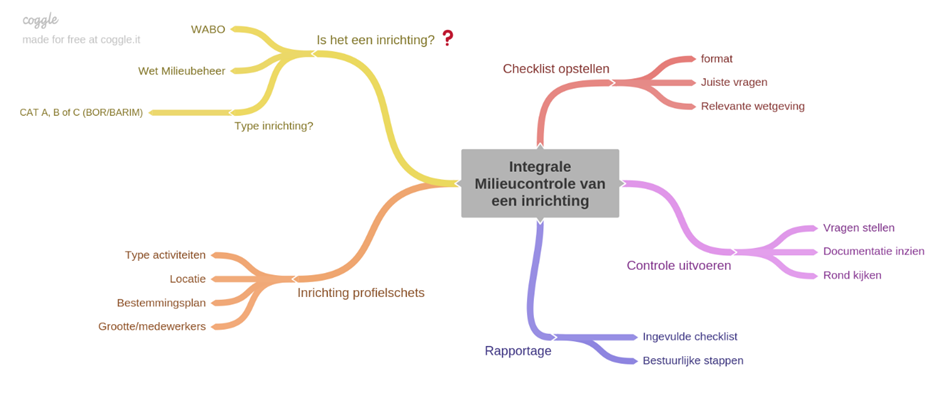 coggle
made for free at coggle.it
WABO
Is het een inrichting? ?
Wet Milieubeheer
CAT A, B of C (BOR/BARIM)
Type inrichting?
Checklist opstellen
format
Juiste vragen
Relevante wetgeving
Integrale
Milieucontrole van
een inrichting
Type activiteiten
Locatie
Inrichting profielschets
Bestemmingsplan
Grootte/medewerkers
Controle uitvoeren
Vragen stellen
Documentatie inzien
Rond kijken
Rapportage
Ingevulde checklist
Bestuurlijke stappen